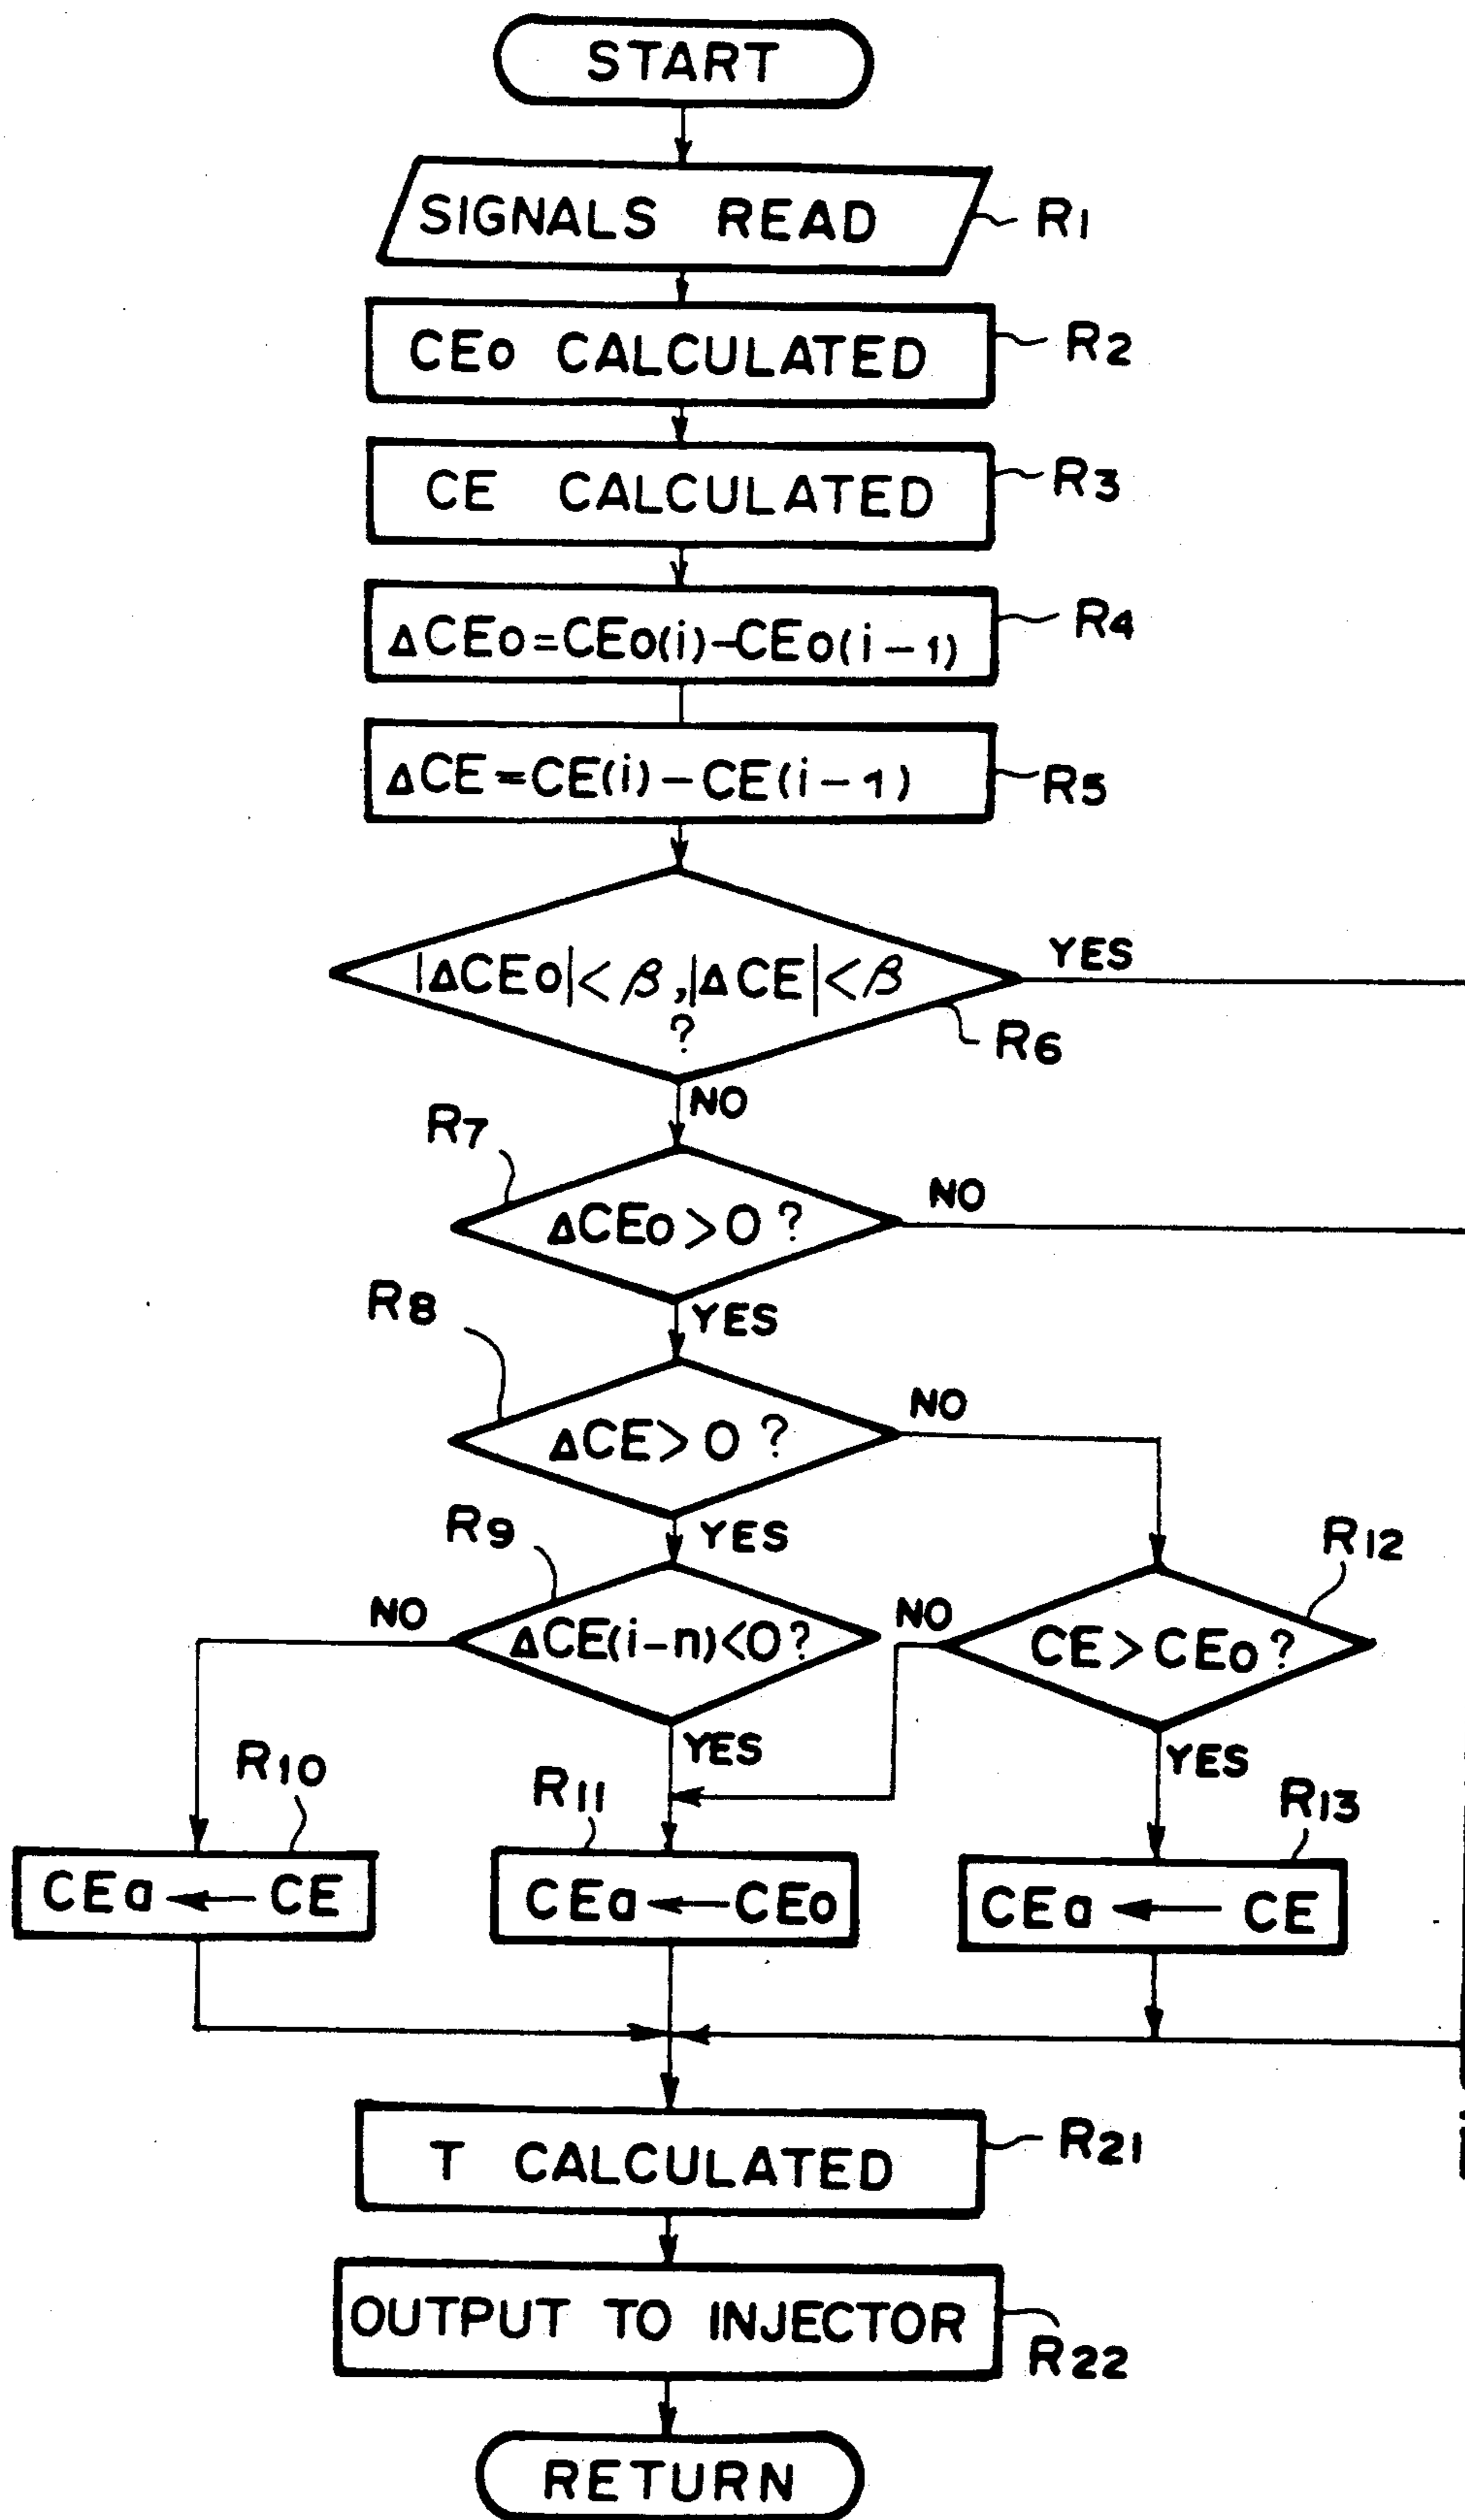 START
SIGNALS READ R1
CEo CALCULATED R2
CE CALCULATED R3
ΔCEo=CEo(i)-CEo(i-1) R4
ΔCE=CE(i)-CE(i-1) R5
|ΔCEo|<β,|ΔCE|<β
?
YES
R6
NO
R7
ΔCEo>0?
NO
YES
R8
ΔCE>0?
NO
YES
R9
R12
NO
ΔCE(i-n)<0?
NO
CE>CEo?
YES
YES
R10
R11
R13
CEa←CE
CEa←CEo
CEa←CE
T CALCULATED R21
OUTPUT TO INJECTOR
R22
RETURN